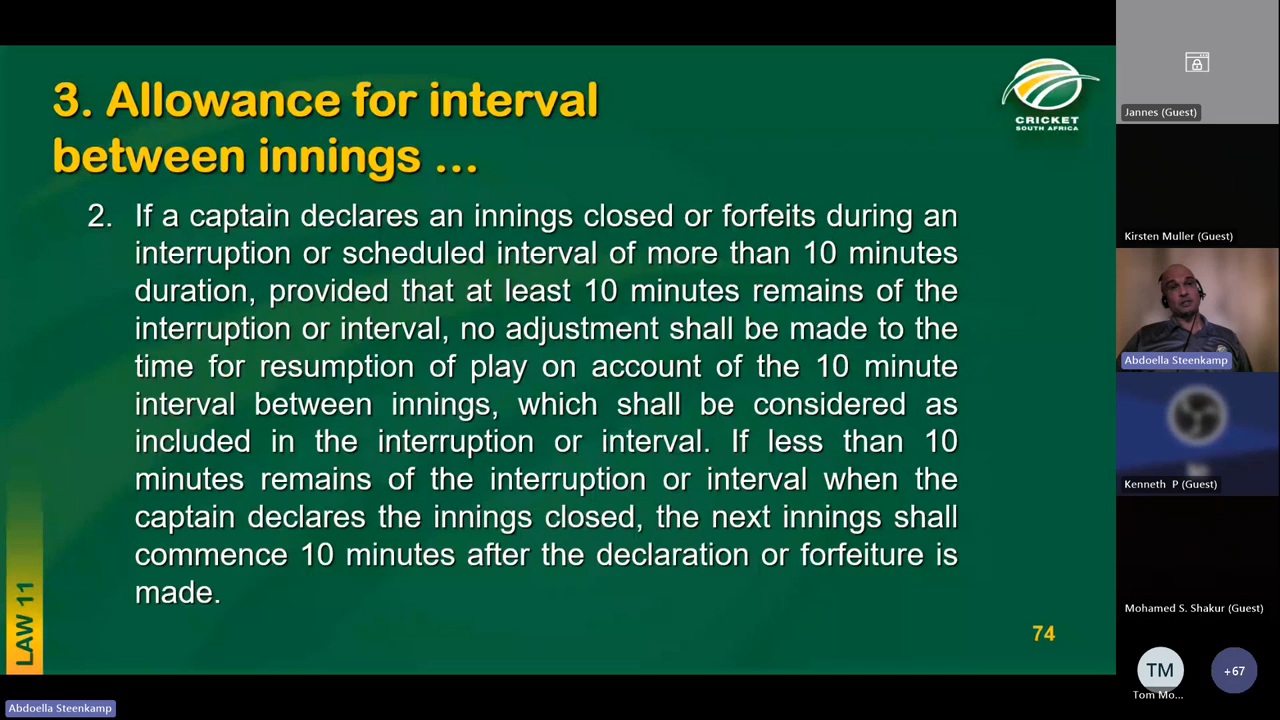 3. Allowance for interval
between innings ...
CRICKET
SOUTH AFRICA
2. If a captain declares an innings closed or forfeits during an
interruption or scheduled interval of more than 10 minutes
duration, provided that at least 10 minutes remains of the
interruption or interval, no adjustment shall be made to the
time for resumption of play on account of the 10 minute
interval between innings, which shall be considered as
included in the interruption or interval. If less than 10
minutes remains of the interruption or interval when the
captain declares the innings closed, the next innings shall
commence 10 minutes after the declaration or forfeiture is
made.
LAW 11
74
Abdoella Steenkamp
Jannes (Guest)
Kirsten Muller (Guest)
Abdoella Steenkamp
Kenneth P (Guest)
Mohamed S. Shakur (Guest)
TM
Tom Mo...
+67